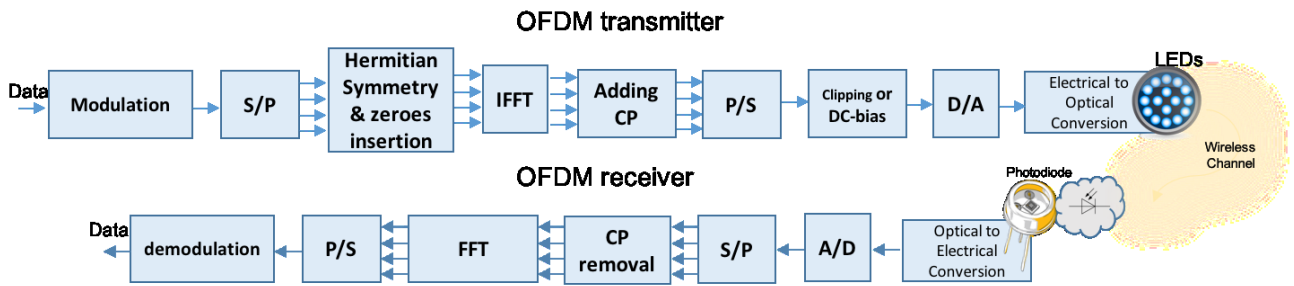 OFDM transmitter
Data
Modulation
S/P
Hermitian
Symmetry
& zeroes
insertion
IFFT
Adding
CP
P/S
Clipping or
DC-bias
D/A
Electrical to
Optical
Conversion
LEDs
Wireless
Channel
OFDM receiver
Photodiode
Data
demodulation
P/S
FFT
CP
removal
S/P
A/D
Optical to
Electrical
Conversion